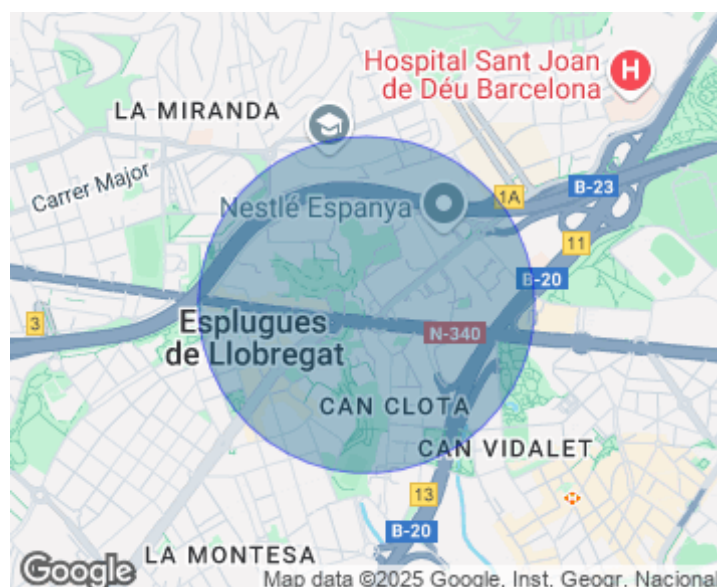 Hospital Sant Joan
de Déu Barcelona
H
LA MIRANDA
Carrer Major
B-23
1A
Nestlé Espanya
11
B-20
3
Esplugues
de Llobregat
N-340
CAN CLOTA
CAN VIDALET
13
B-20
LA MONTESA
Google
Map data ©2025 Google, Inst. Geogr. Nacional